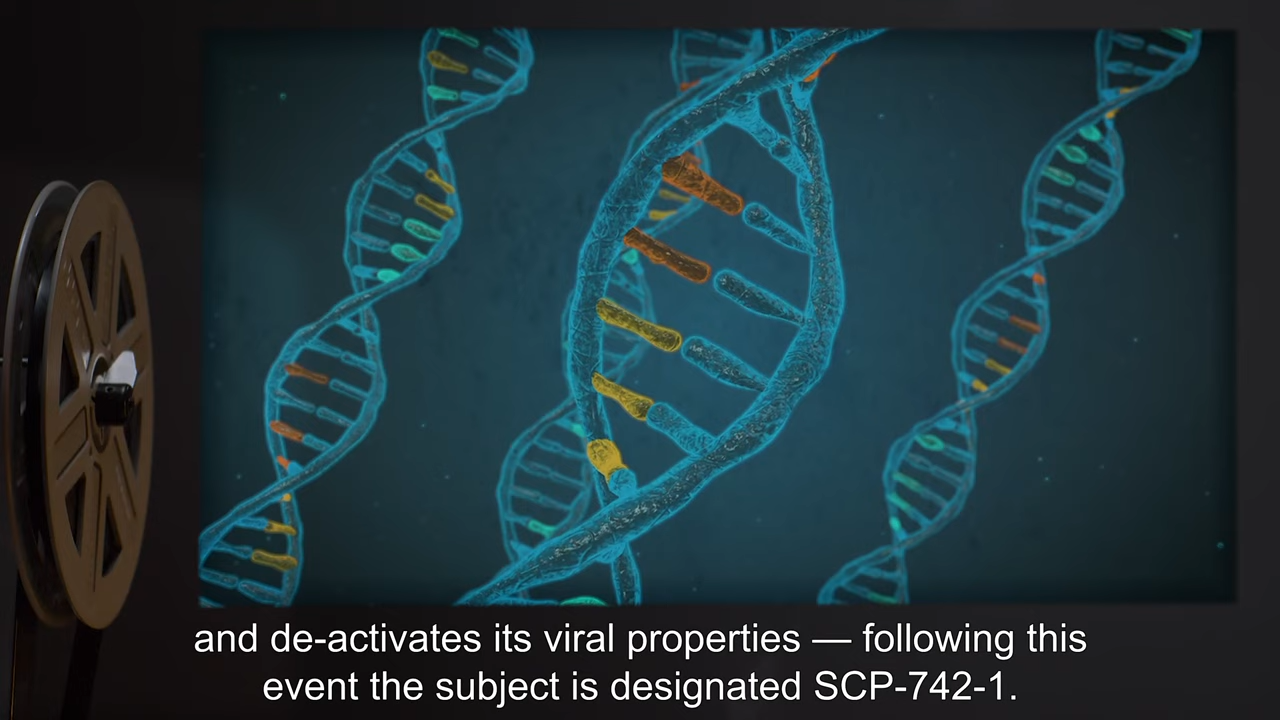 and de-activates its viral properties — following this
event the subject is designated SCP-742-1.